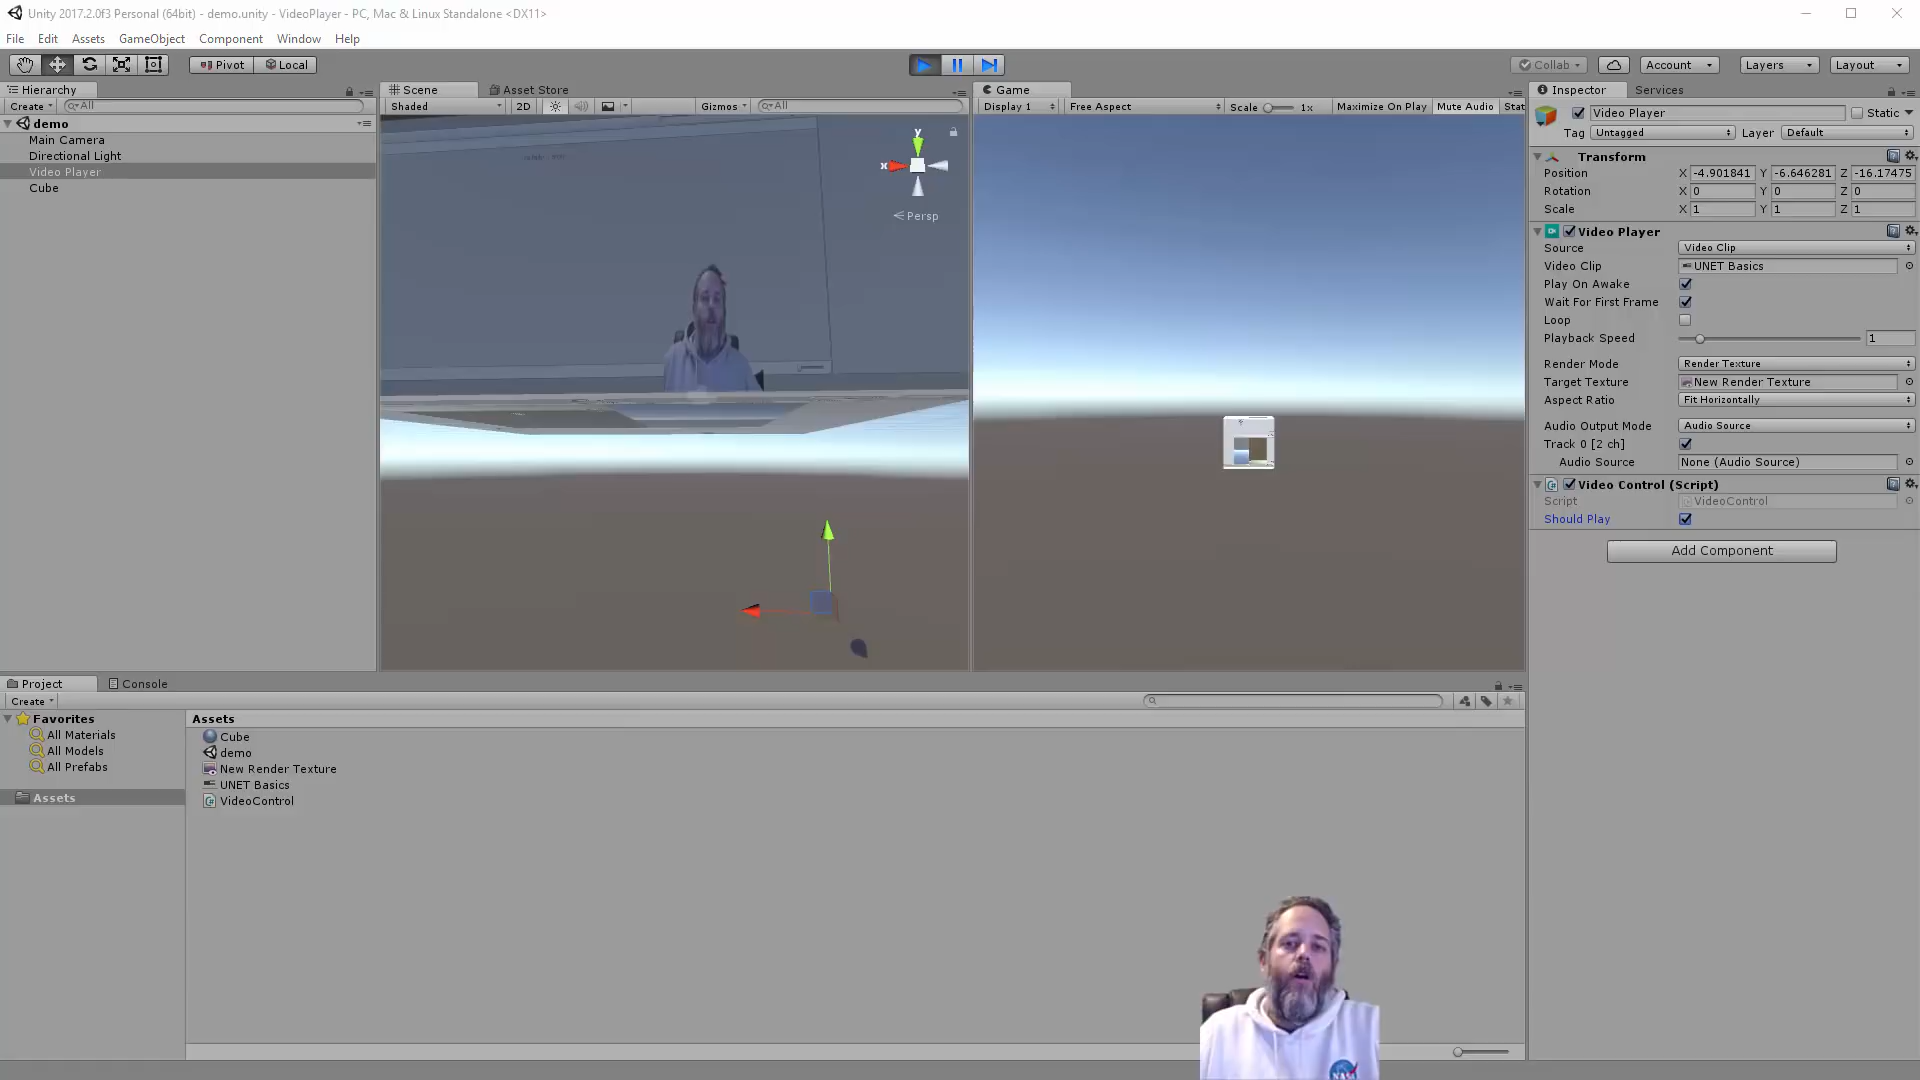 Unity 2017.2.0f3 Personal (64bit) - demo.unity - VideoPlayer - PC, Mac & Linux Standalone <DX11>
File Edit Assets GameObject Component Window Help
Pivot Local Collab Account Layers Layout
Hierarchy
Create All
demo
Main Camera
Directional Light
Video Player
Cube
Scene Asset Store
Shaded 2D Gizmos All
y
x
Persp
Game
Display 1 Free Aspect Scale 1x Maximize On Play Mute Audio Stat
Inspector Services
Video Player Static
Tag Untagged Layer Default
Transform
Position X -4.901841 Y -6.646281 Z -16.17475
Rotation X 0 Y 0 Z 0
Scale X 1 Y 1 Z 1
Video Player
Source Video Clip
Video Clip UNET Basics
Play On Awake
Wait For First Frame
Loop
Playback Speed 1
Render Mode Render Texture
Target Texture New Render Texture
Aspect Ratio Fit Horizontally
Audio Output Mode Audio Source
Track 0 [2 ch]
Audio Source None (Audio Source)
Video Control (Script)
Script VideoControl
Should Play
Add Component
Project Console
Create
Favorites
All Materials
All Models
All Prefabs
Assets
Assets
Cube
demo
New Render Texture
UNET Basics
VideoControl
NASA